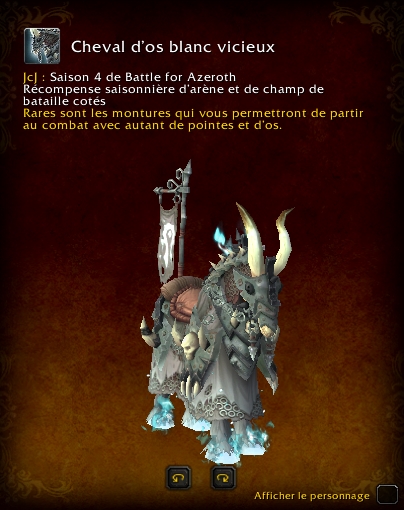 Cheval d'os blanc vicieux
JcJ : Saison 4 de Battle for Azeroth
Récompense saisonnière d'arène et de champ de
bataille cotés
Rares sont les montures qui vous permettront de partir
au combat avec autant de pointes et d'os.
Afficher le personnage